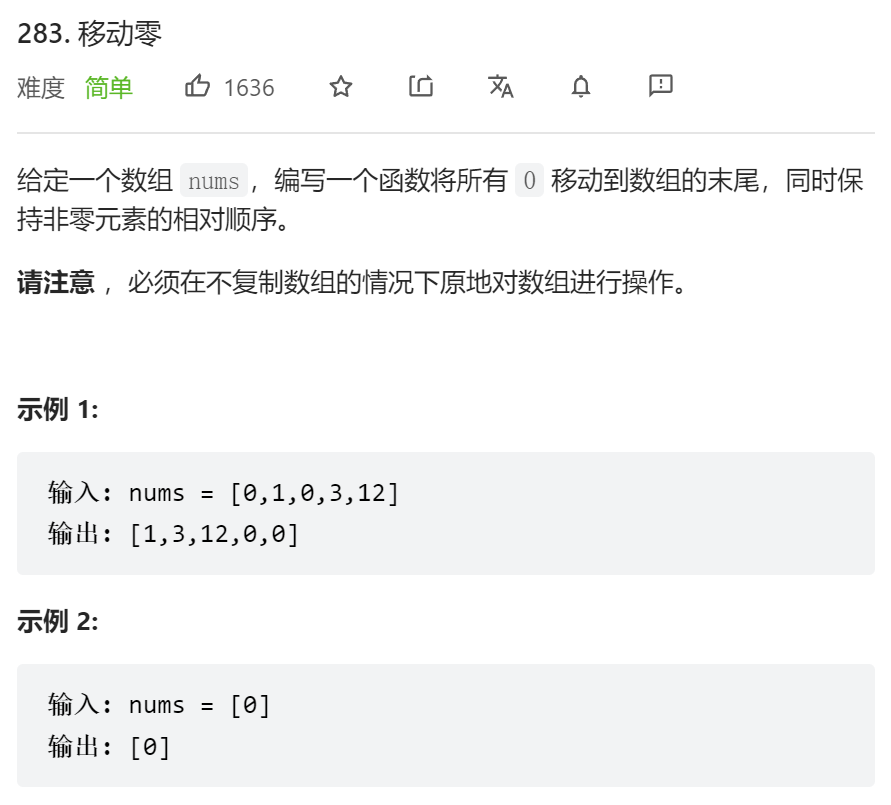 283. 移动零
难度 简单 1636
给定一个数组 nums，编写一个函数将所有 0 移动到数组的末尾，同时保
持非零元素的相对顺序。
请注意 ，必须在不复制数组的情况下原地对数组进行操作。
示例 1:
输入: nums = [0,1,0,3,12]
输出: [1,3,12,0,0]
示例 2:
输入: nums = [0]
输出: [0]